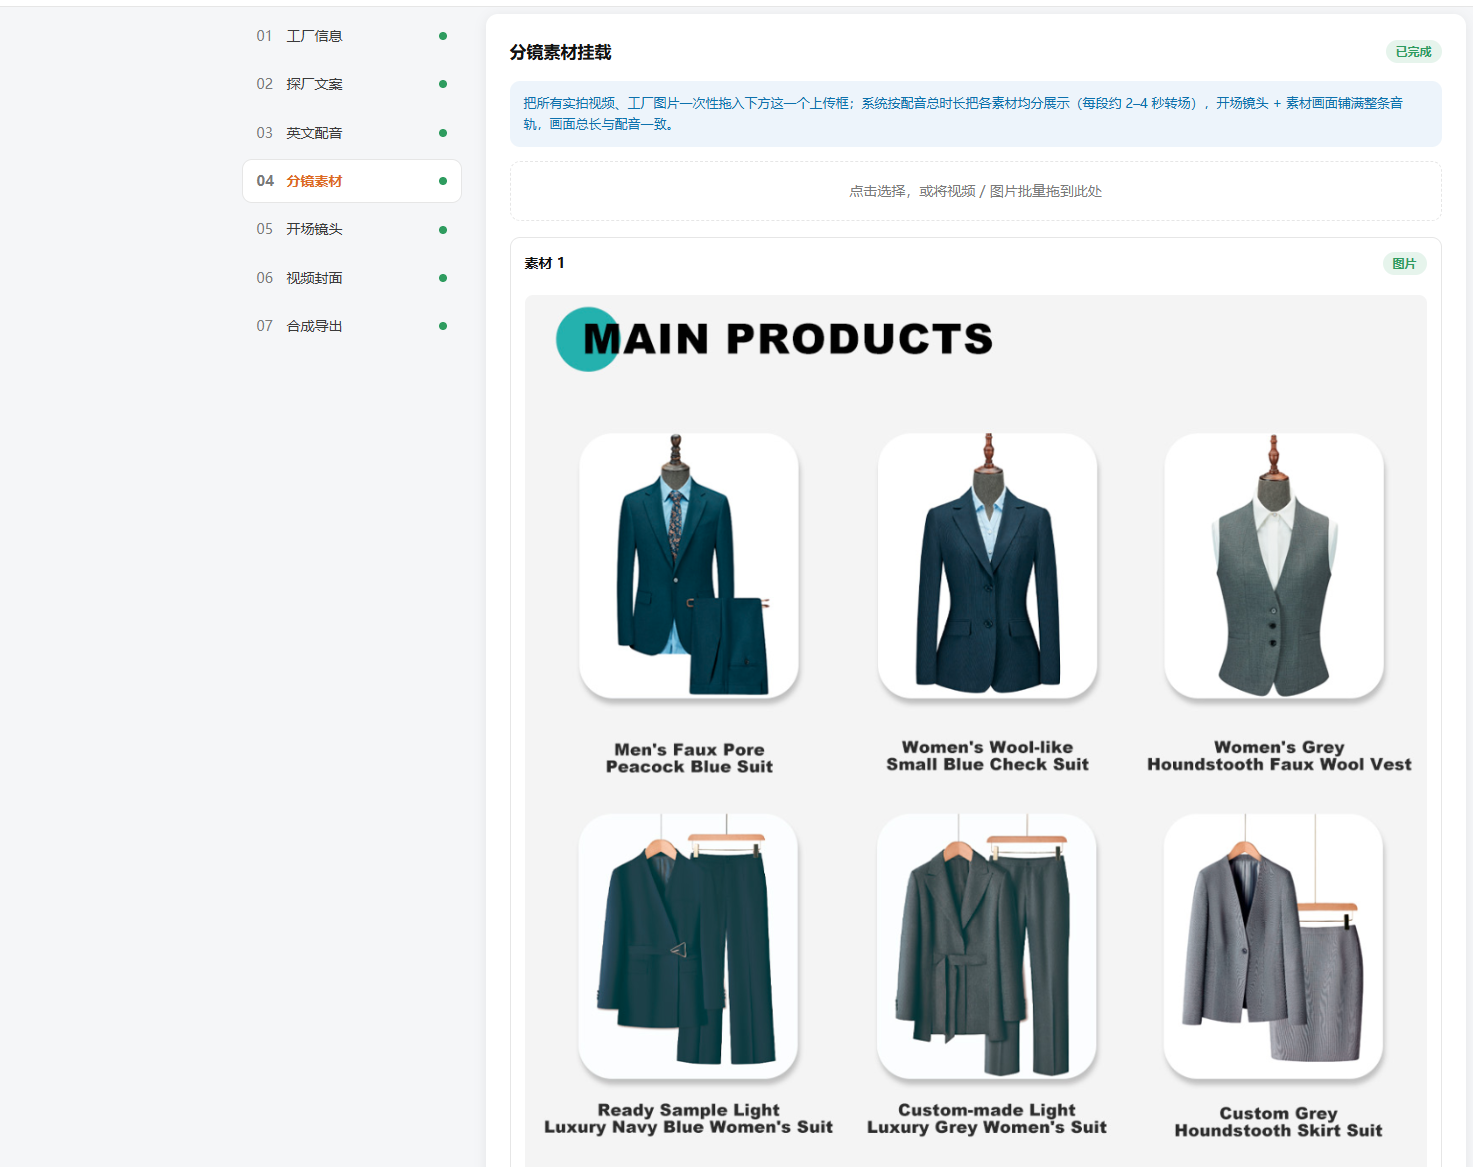 01 工厂信息
02 探厂文案
03 英文配音
04 分镜素材
05 开场镜头
06 视频封面
07 合成导出
分镜素材挂载
已完成
把所有实拍视频、工厂图片一次性拖入下方这一个上传框；系统按配音总时长把各素材均分展示（每段约 2–4 秒转场），开场镜头 + 素材画面铺满整条音
轨，画面总长与配音一致。
点击选择，或将视频 / 图片批量拖到此处
素材 1
图片
MAIN PRODUCTS
Men's Faux Pore
Peacock Blue Suit
Women's Wool-like
Small Blue Check Suit
Women's Grey
Houndstooth Faux Wool Vest
Ready Sample Light
Luxury Navy Blue Women's Suit
Custom-made Light
Luxury Grey Women's Suit
Custom Grey
Houndstooth Skirt Suit